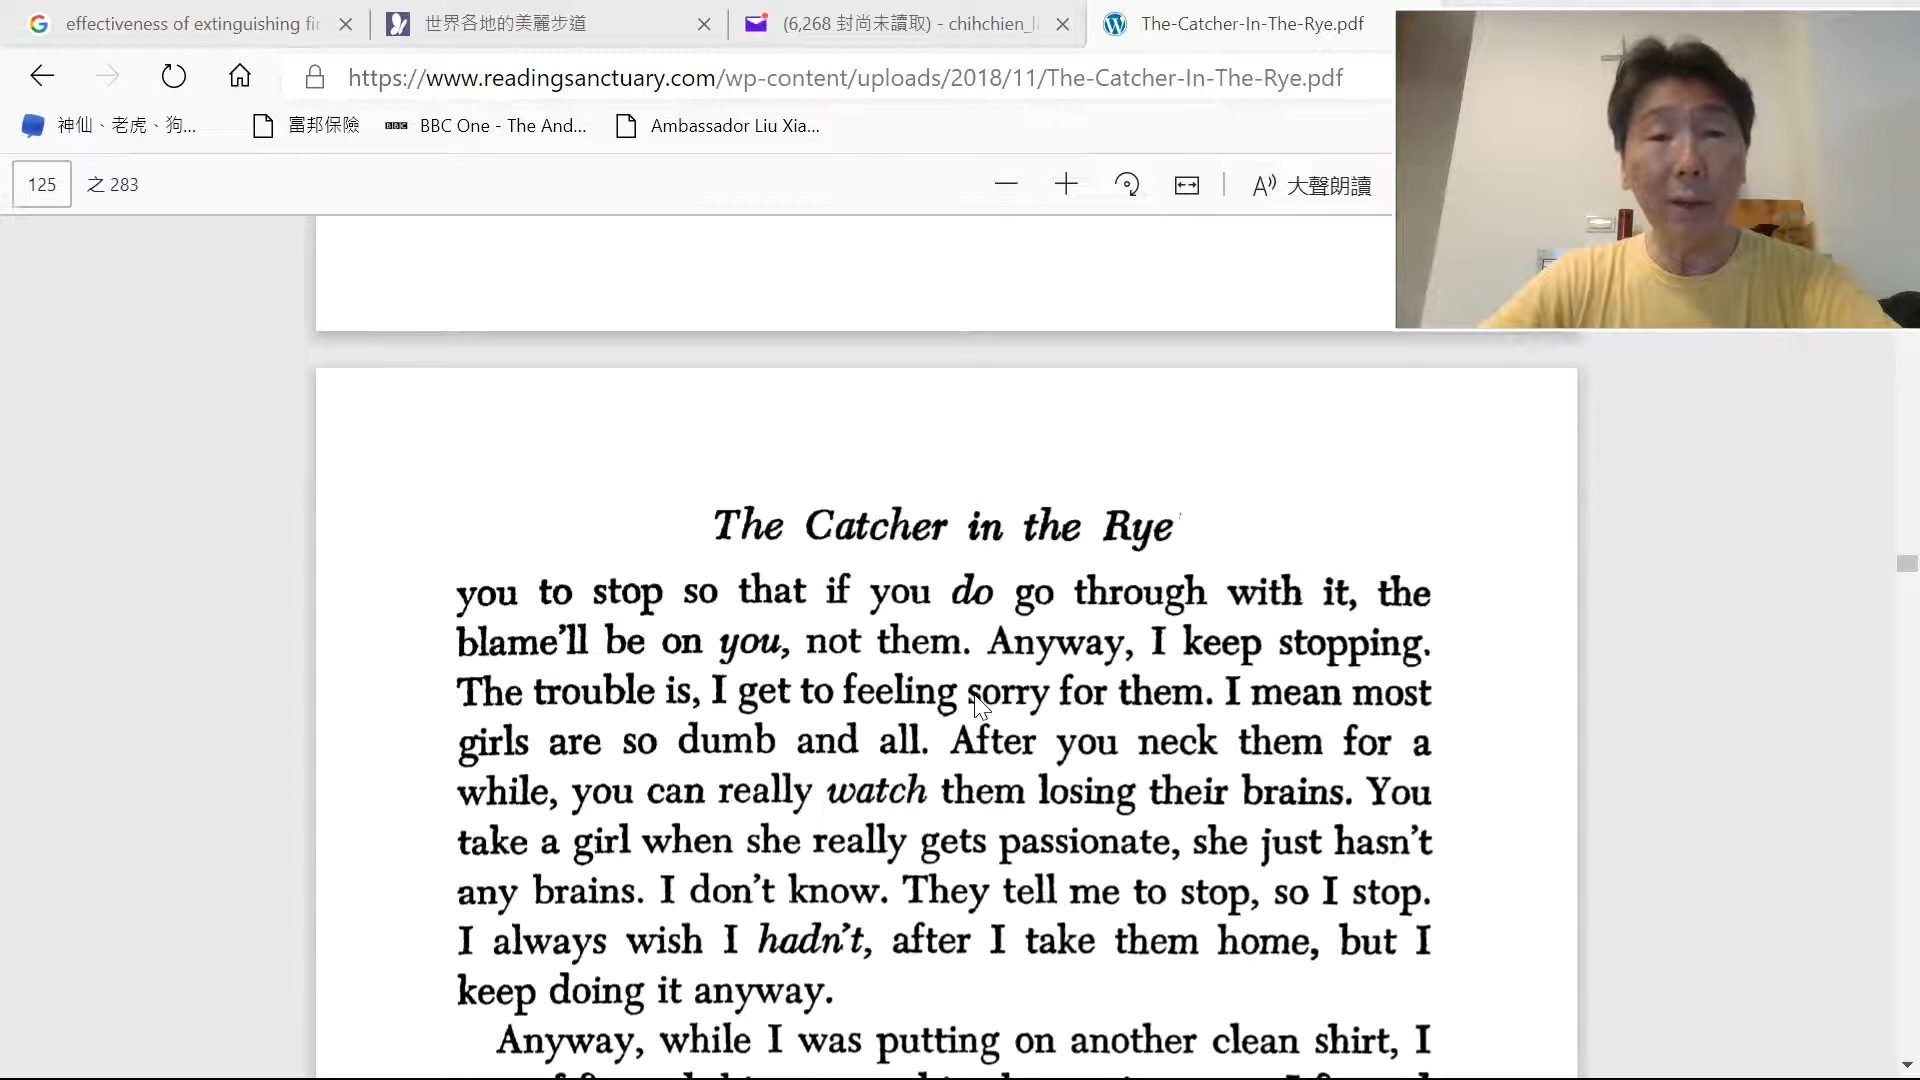 effectiveness of extinguishing fi
世界各地的美麗步道
(6,268 封尚未讀取) - chihchien_l
The-Catcher-In-The-Rye.pdf
https://www.readingsanctuary.com/wp-content/uploads/2018/11/The-Catcher-In-The-Rye.pdf
神仙、老虎、狗...
富邦保險
BBC BBC One - The And...
Ambassador Liu Xia...
125 之 283
A 大聲朗讀
The Catcher in the Rye
you to stop so that if you do go through with it, the
blame'll be on you, not them. Anyway, I keep stopping.
The trouble is, I get to feeling sorry for them. I mean most
girls are so dumb and all. After you neck them for a
while, you can really watch them losing their brains. You
take a girl when she really gets passionate, she just hasn't
any brains. I don't know. They tell me to stop, so I stop.
I always wish I hadn't, after I take them home, but I
keep doing it anyway.
Anyway, while I was putting on another clean shirt, I